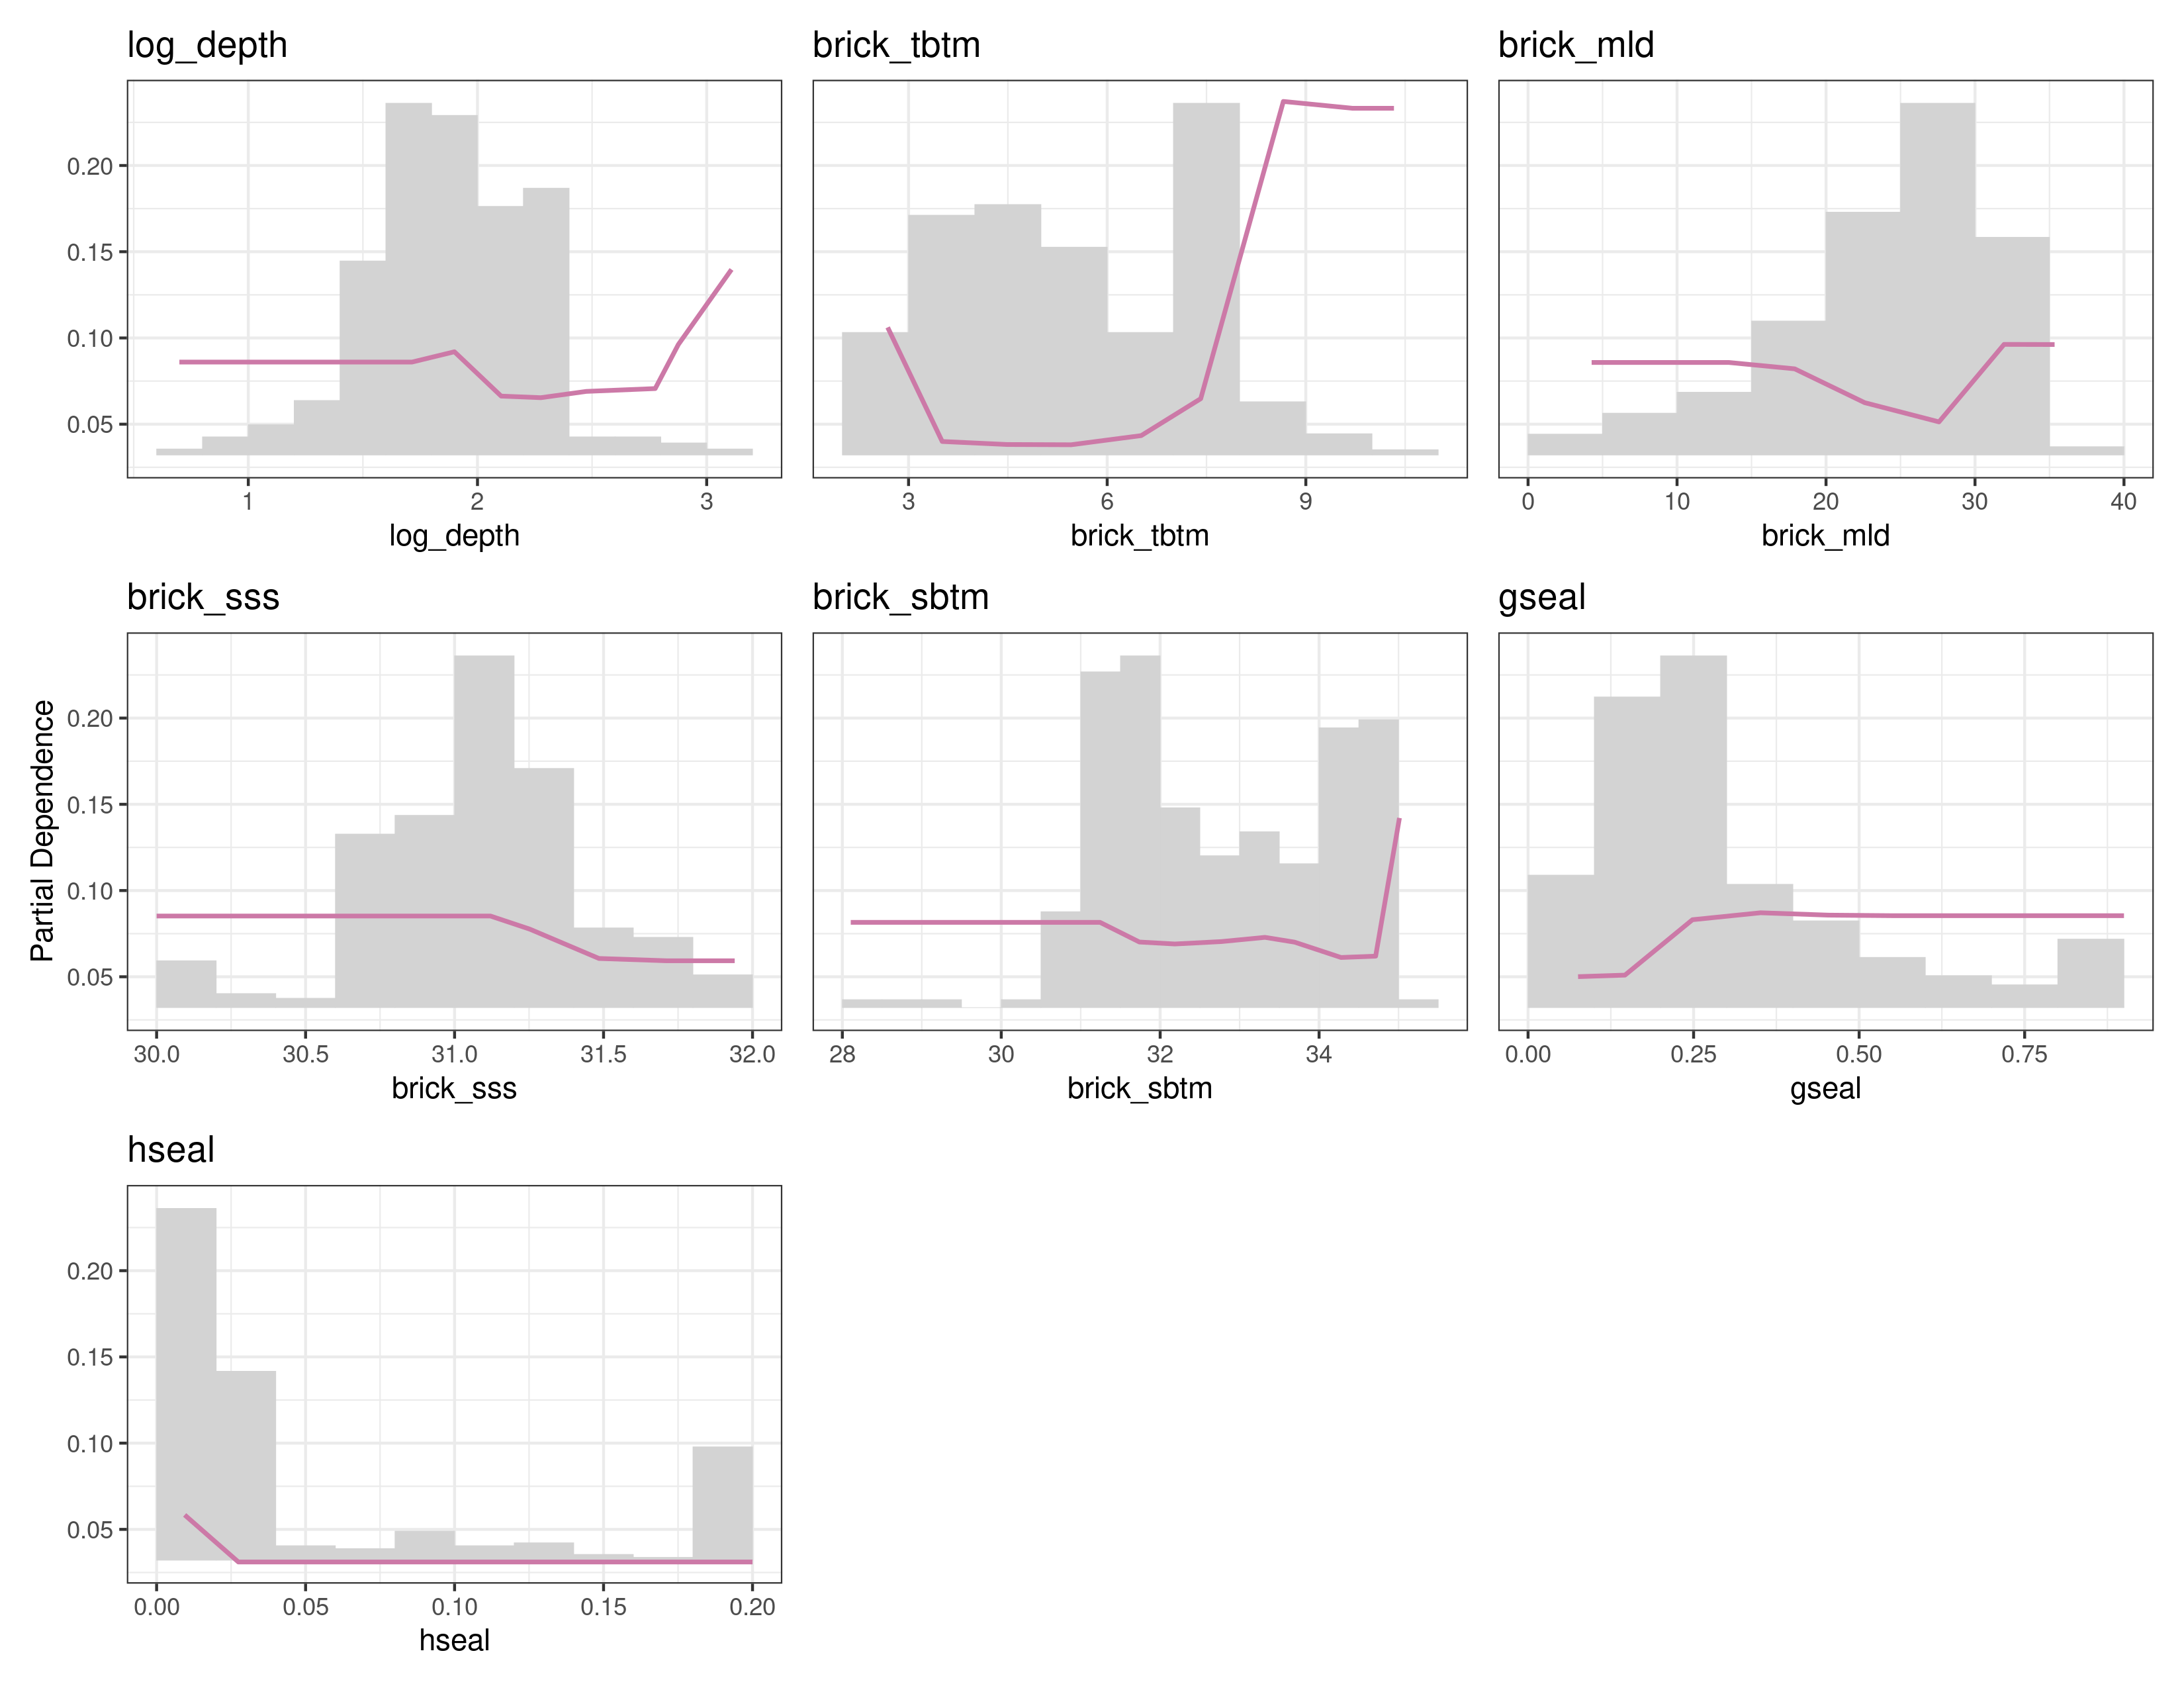 log_depth
brick_tbtm
brick_mld
0.20
0.15
0.10
0.05
1 2 3
3 6 9
0 10 20 30 40
log_depth
brick_tbtm
brick_mld
brick_sss
brick_sbtm
gseal
Partial Dependence
0.20
0.15
0.10
0.05
30.0 30.5 31.0 31.5 32.0
28 30 32 34
0.00 0.25 0.50 0.75
brick_sss
brick_sbtm
gseal
hseal
0.20
0.15
0.10
0.05
0.00 0.05 0.10 0.15 0.20
hseal